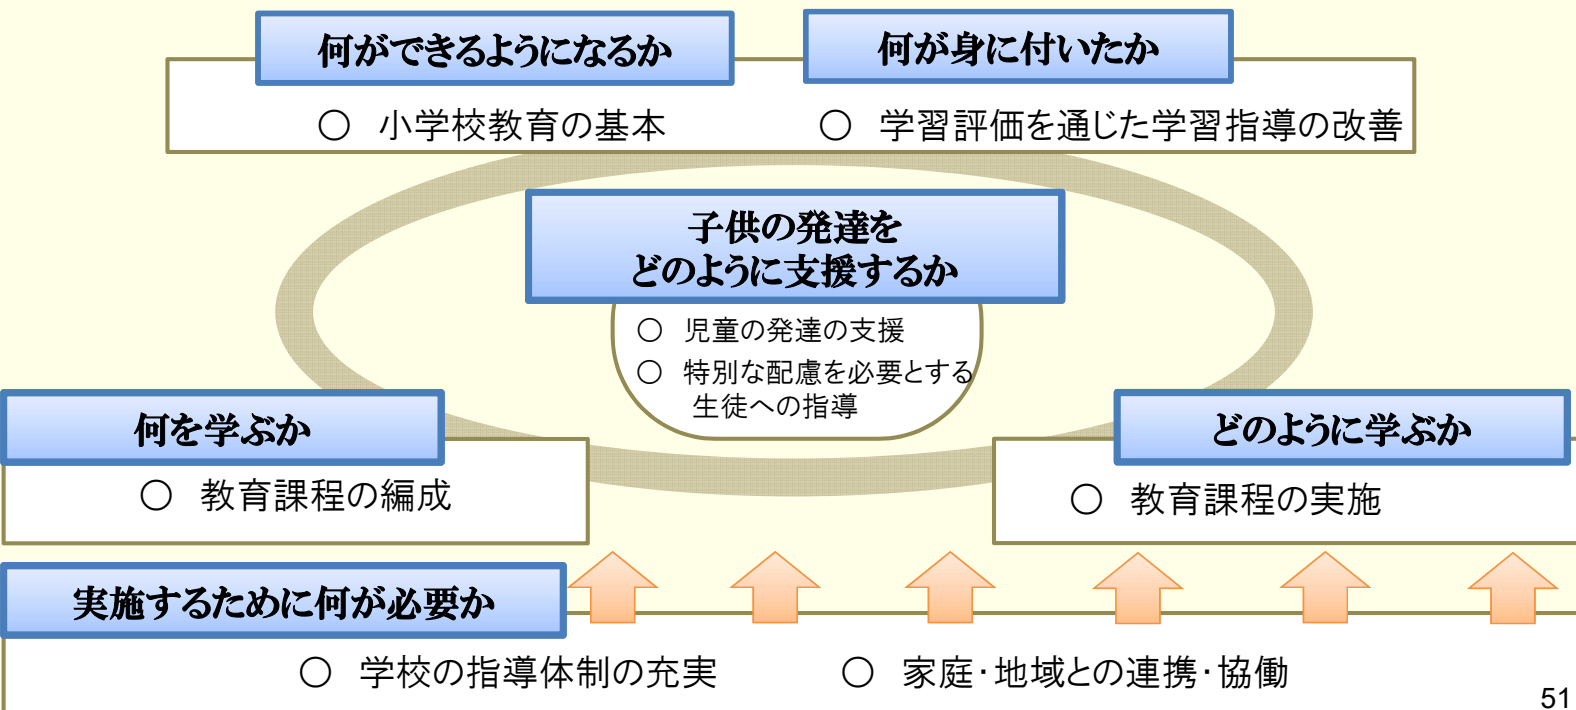 何ができるようになるか
何が身に付いたか
○ 小学校教育の基本
○ 学習評価を通じた学習指導の改善
子供の発達を
どのように支援するか
○ 児童の発達の支援
○ 特別な配慮を必要とする
生徒への指導
何を学ぶか
○ 教育課程の編成
どのように学ぶか
○ 教育課程の実施
実施するために何が必要か
○ 学校の指導体制の充実
○ 家庭・地域との連携・協働
51